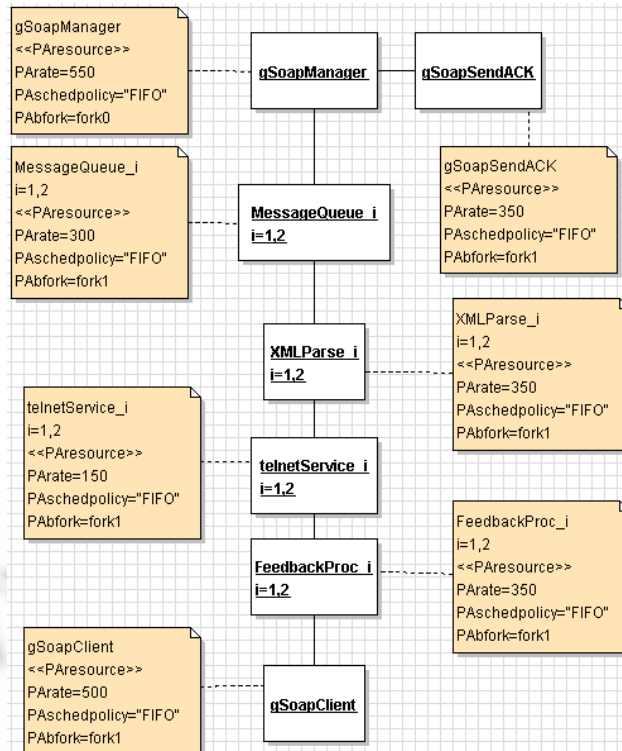 gSoapManager
<<PAresource>>
PArate=550
PAschedpolicy="FIFO"
PAbfork=fork0
gSoapManager
gSoapSendACK
MessageQueue_i
i=1,2
<<PAresource>>
PArate=300
PAschedpolicy="FIFO"
PAbfork=fork1
MessageQueue_i
i=1,2
gSoapSendACK
<<PAresource>>
PArate=350
PAschedpolicy="FIFO"
PAbfork=fork1
XMLParse_i
i=1,2
XMLParse_i
i=1,2
<<PAresource>>
PArate=350
PAschedpolicy="FIFO"
PAbfork=fork1
telnetService_i
i=1,2
<<PAresource>>
PArate=150
PAschedpolicy="FIFO"
PAbfork=fork1
telnetService_i
i=1,2
FeedbackProc_i
i=1,2
FeedbackProc_i
i=1,2
<<PAresource>>
PArate=350
PAschedpolicy="FIFO"
PAbfork=fork1
gSoapClient
<<PAresource>>
PArate=500
PAschedpolicy="FIFO"
PAbfork=fork1
gSoapClient